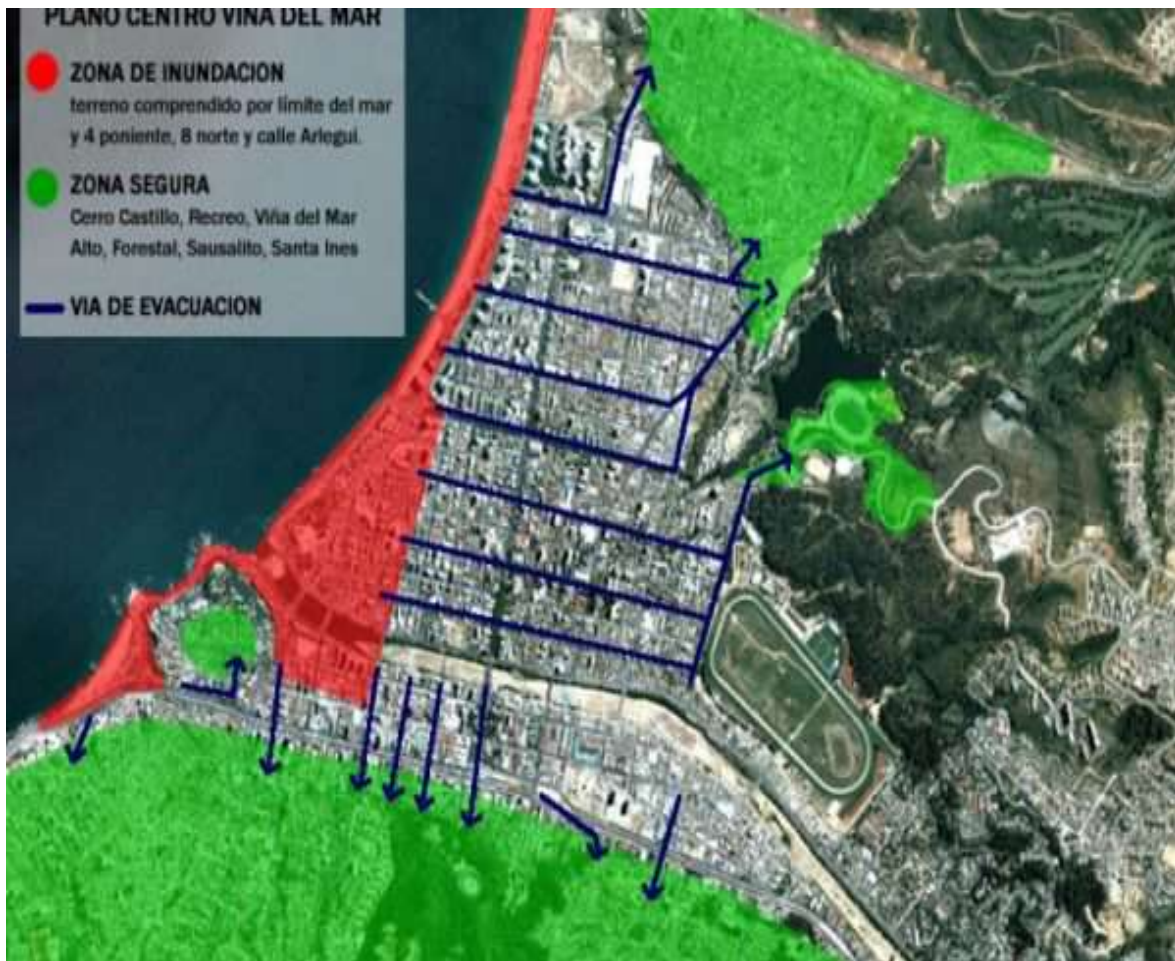 PLANO CENTRO VIÑA DEL MAR
ZONA DE INUNDACION
terreno comprendido por límite del mar
y 4 poniente, 8 norte y calle Arlegui.
ZONA SEGURA
Cerro Castillo, Recreo, Viña del Mar
Alto, Forestal, Sausalito, Santa Ines
VIA DE EVACUACION